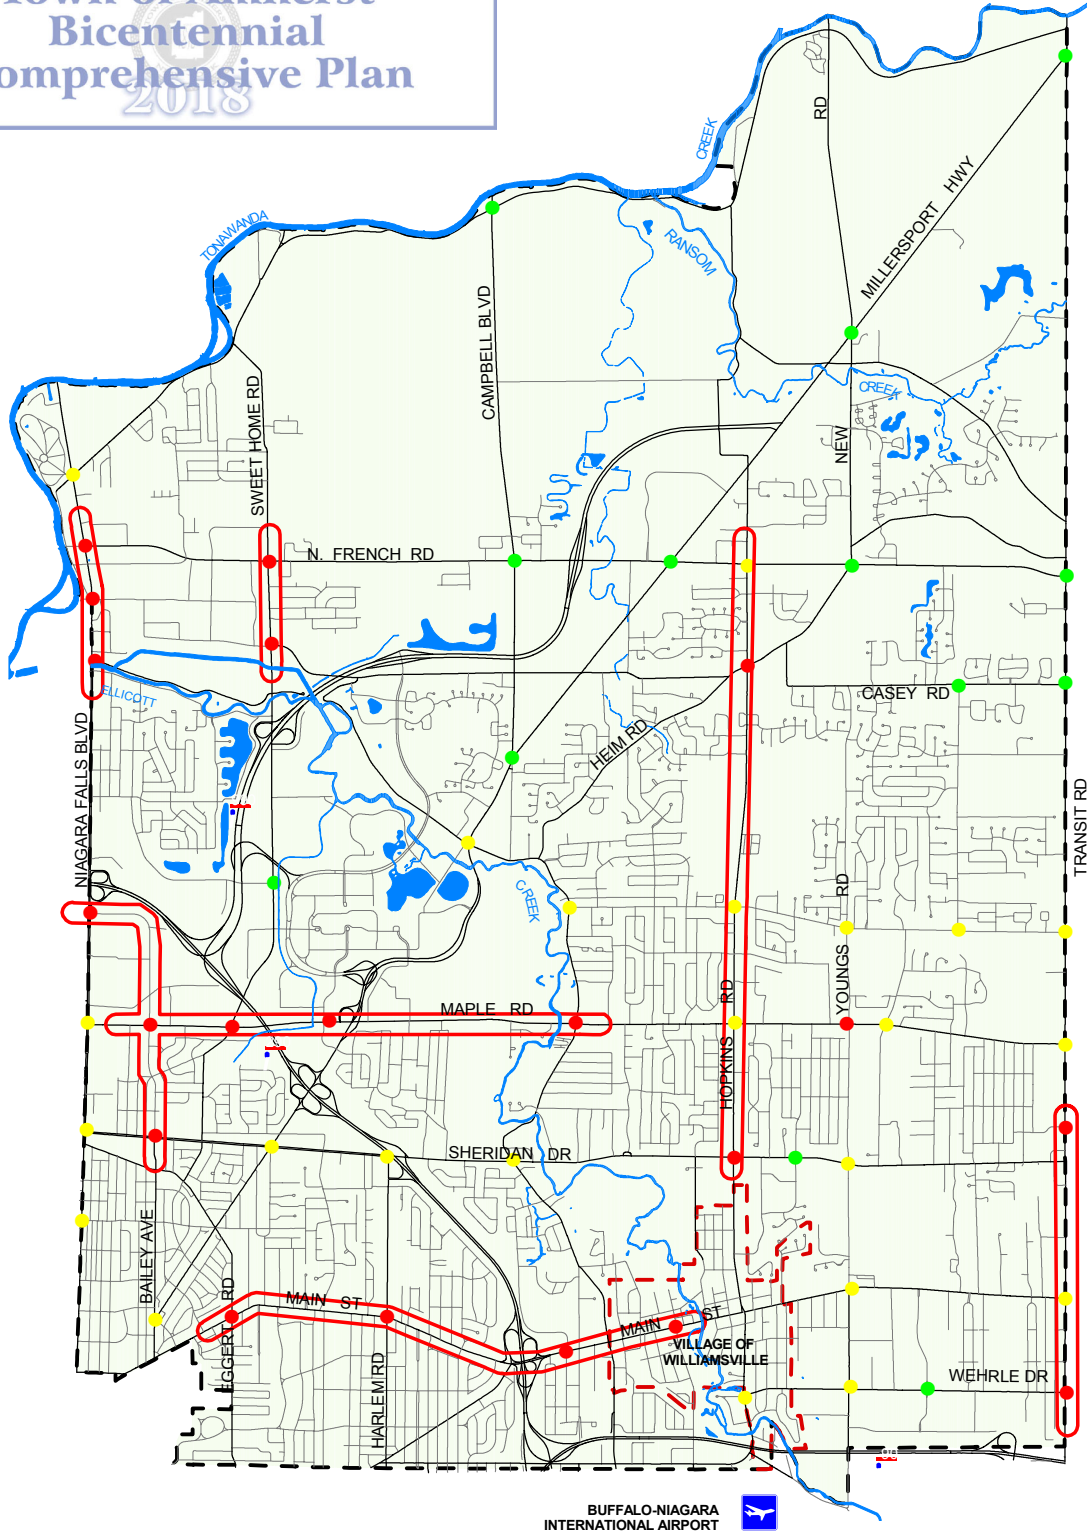 Town of Amherst
Bicentennial
omprehensive Plan
2018
CREEK
RD
MILLERSPORT HWY
TONAWANDA
RANSOM
CAMPBELL BLVD
SWEET HOME RD
CREEK
NEW
N. FRENCH RD
ELLICOTT
CASEY RD
HEIM RD
NIAGARA FALLS BLVD
TRANSIT RD
CREEK
RD
YOUNGS
MAPLE RD
HOPKINS RD
SHERIDAN DR
BAILEY AVE
MAIN ST
EGGERT RD
MAIN ST
VILLAGE OF
WILLIAMSVILLE
HARLEM RD
WEHRLE DR
BUFFALO-NIAGARA
INTERNATIONAL AIRPORT